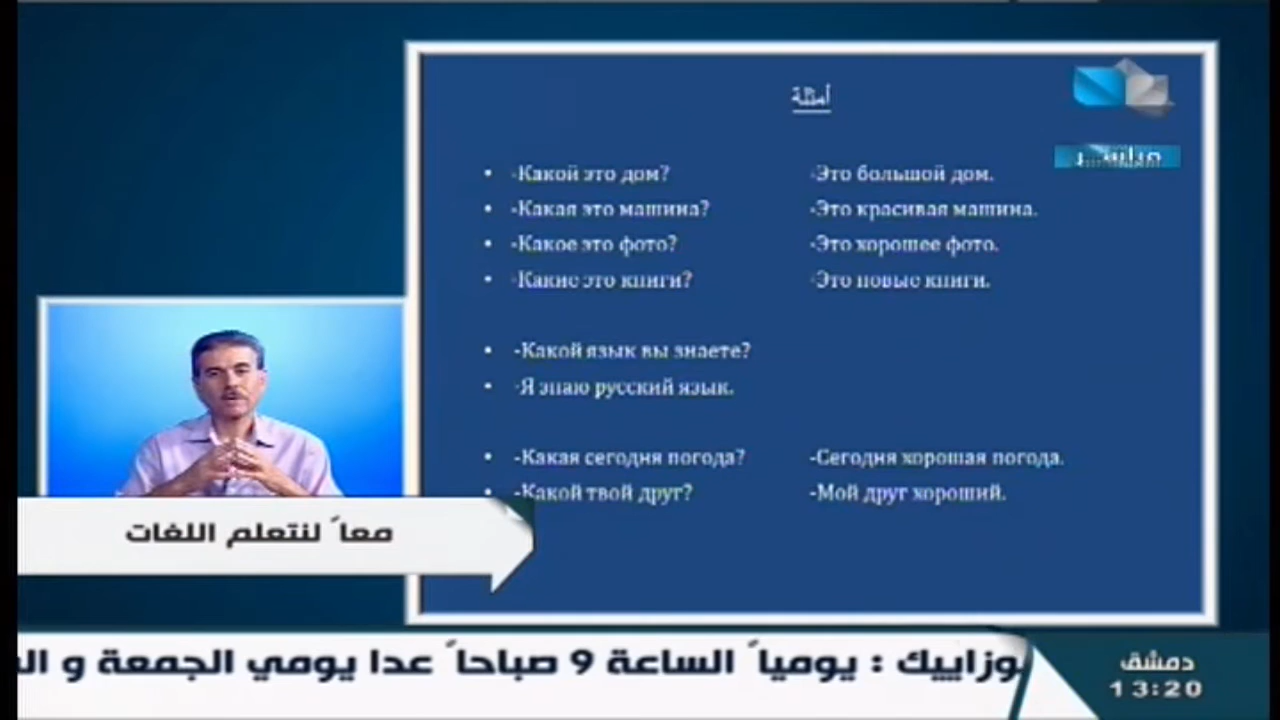 أمثلة
مباشر
-Какой это дом? -Это большой дом.
-Какая это машина? -Это красивая машина.
-Какое это фото? -Это хорошее фото.
-Какие это книги? -Это новые книги.
-Какой язык вы знаете?
-Я знаю русский язык.
-Какая сегодня погода? -Сегодня хорошая погода.
-Какой твой друг? -Мой друг хороший.
معاً لنتعلم اللغات
يومياً الساعة 9 صباحاً عدا يومي الجمعة و
دمشق
13:20